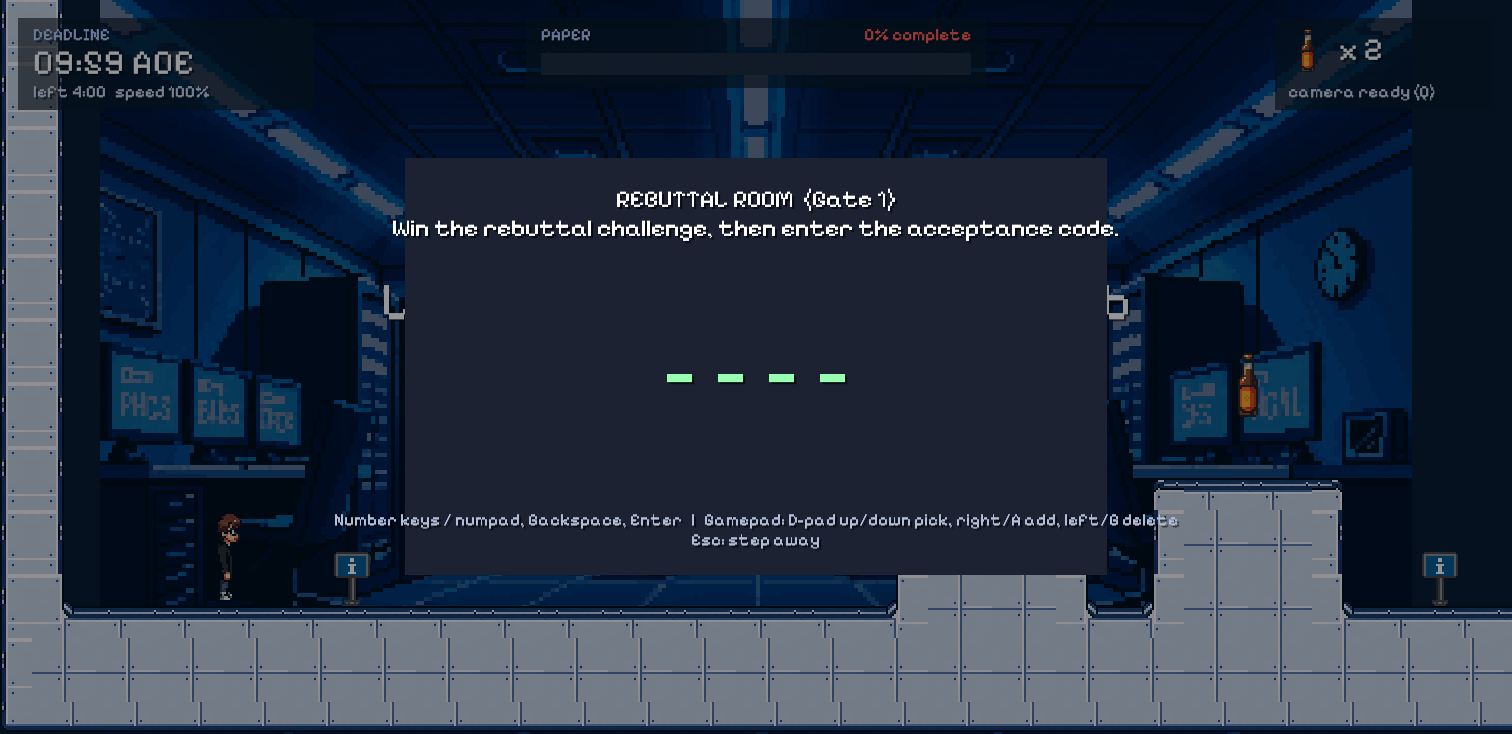 DEADLINE
09:59 AOE
left 4:00 speed 100%
PAPER
0% complete
x 2
camera ready (Q)
REBUTTAL ROOM (Gate 1)
Win the rebuttal challenge, then enter the acceptance code.
_ _ _ _
Number keys / numpad, Backspace, Enter | Gamepad: D-pad up/down pick, right/A add, left/B delete
Esc: step away
i
i